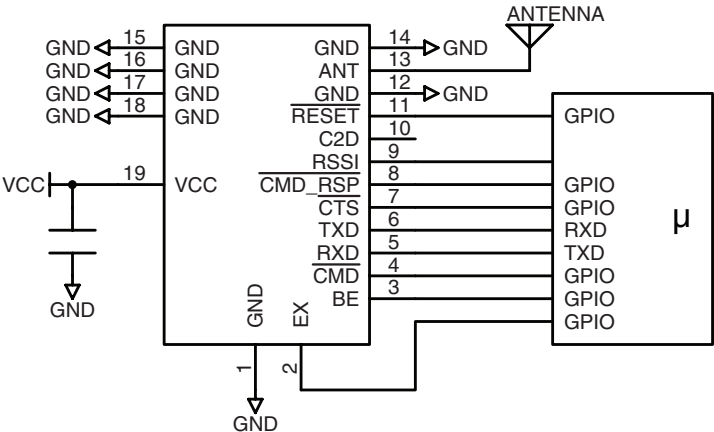 ANTENNA
GND 15 GND GND 14 GND
GND 16 GND ANT 13
GND 17 GND GND 12 GND
GND 18 GND RESET 11 GPIO
C2D 10
RSSI 9
VCC 19 VCC CMD_RSP 8 GPIO
CTS 7 GPIO
TXD 6 RXD
RXD 5 TXD
CMD 4 GPIO
BE 3 GPIO
GPIO
µ
GND
GND EX
1 2
GND